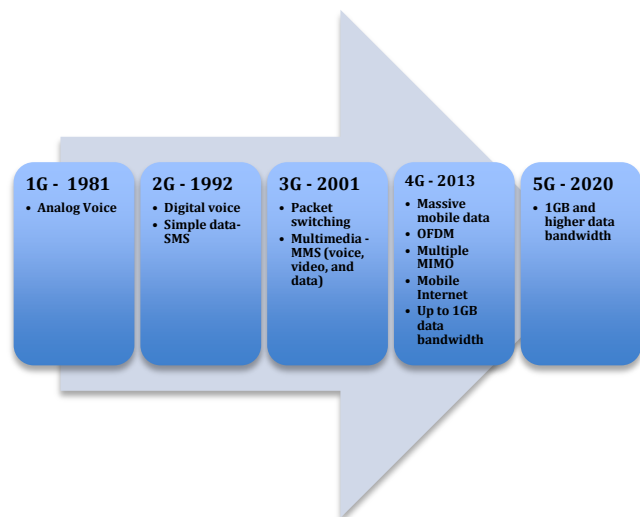 1G - 1981
• Analog Voice
2G - 1992
• Digital voice
• Simple data-
SMS
3G - 2001
• Packet
switching
• Multimedia -
MMS (voice,
video, and
data)
4G - 2013
• Massive
mobile data
• OFDM
• Multiple
MIMO
• Mobile
Internet
• Up to 1GB
data
bandwidth
5G - 2020
• 1GB and
higher data
bandwidth